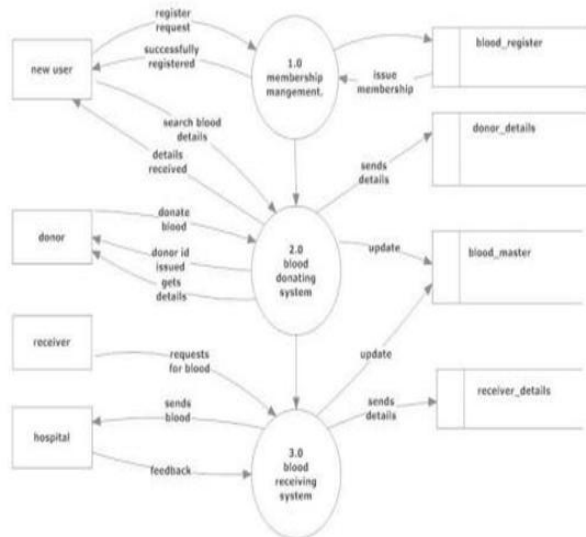 register
request
successfully
registered
new user
1.0
membership
mangement.
blood_register
issue
membership
search blood
details
details
received
sends
details
donor_details
donate
blood
donor
donor id
issued
gets
details
2.0
blood
donating
system
update
blood_master
receiver
requests
for blood
update
sends
blood
sends
details
receiver_details
hospital
feedback
3.0
blood
receiving
system